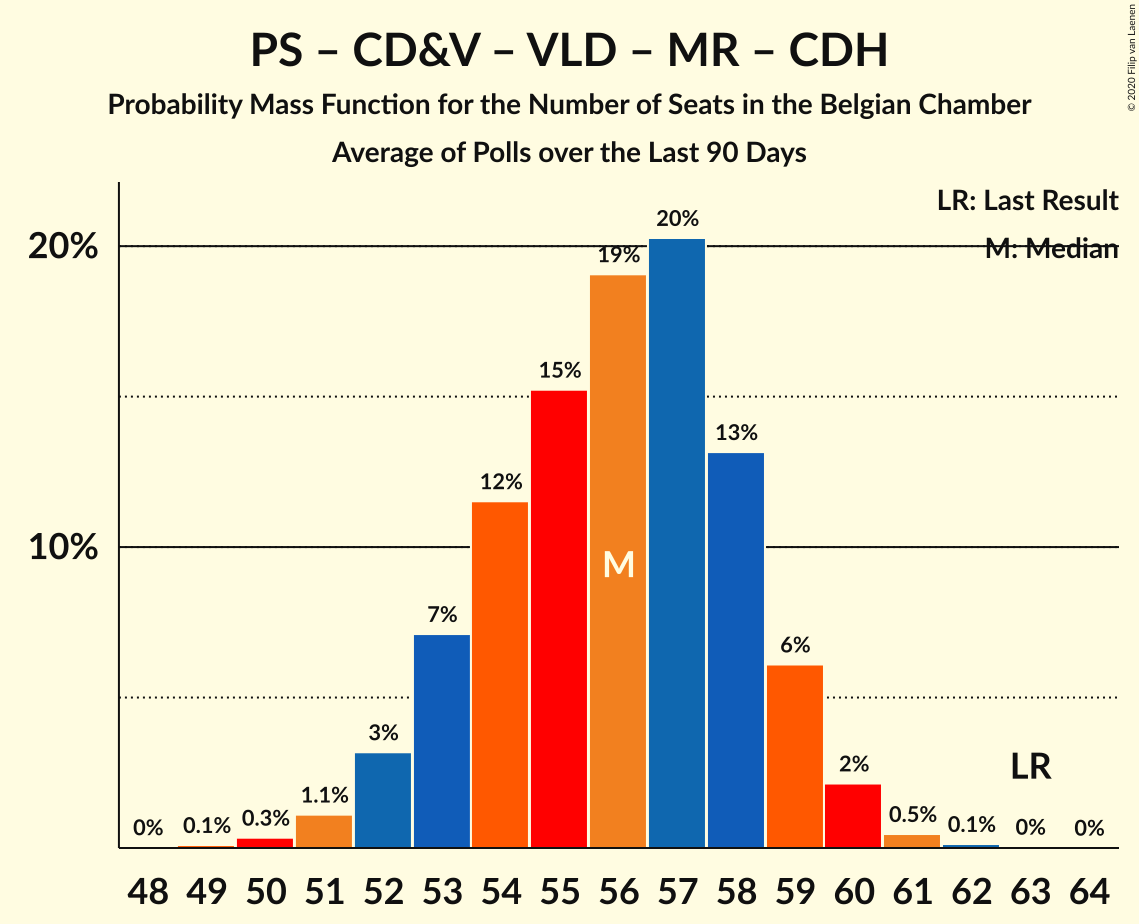 PS – CD&V – VLD – MR – CDH
Probability Mass Function for the Number of Seats in the Belgian Chamber
Average of Polls over the Last 90 Days
© 2020 Filip van Laenen
LR: Last Result
M: Median
20%
10%
0% 0.1% 0.3% 1.1% 3% 7% 12% 15% 19% 20% 13% 6% 2% 0.5% 0.1% 0% 0%
M
LR
48 49 50 51 52 53 54 55 56 57 58 59 60 61 62 63 64